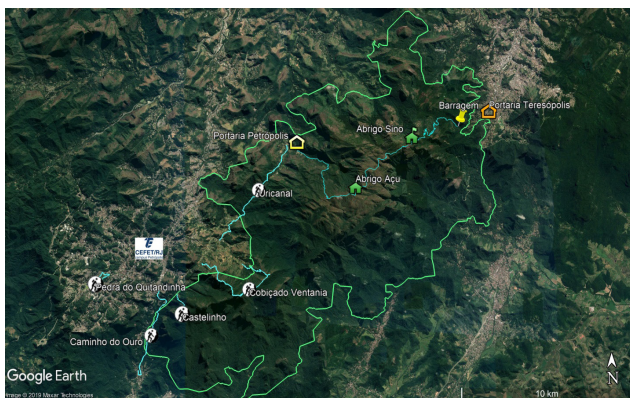 Barragem
Portaria Teresópolis
Abrigo Sino
Portaria Petrópolis
Abrigo Açu
Uricanal
CEFET/RJ
Pedra do Quitandinha
Cobiçado Ventania
Castelinho
Caminho do Ouro
Google Earth
Image © 2019 Maxar Technologies
10 km
N